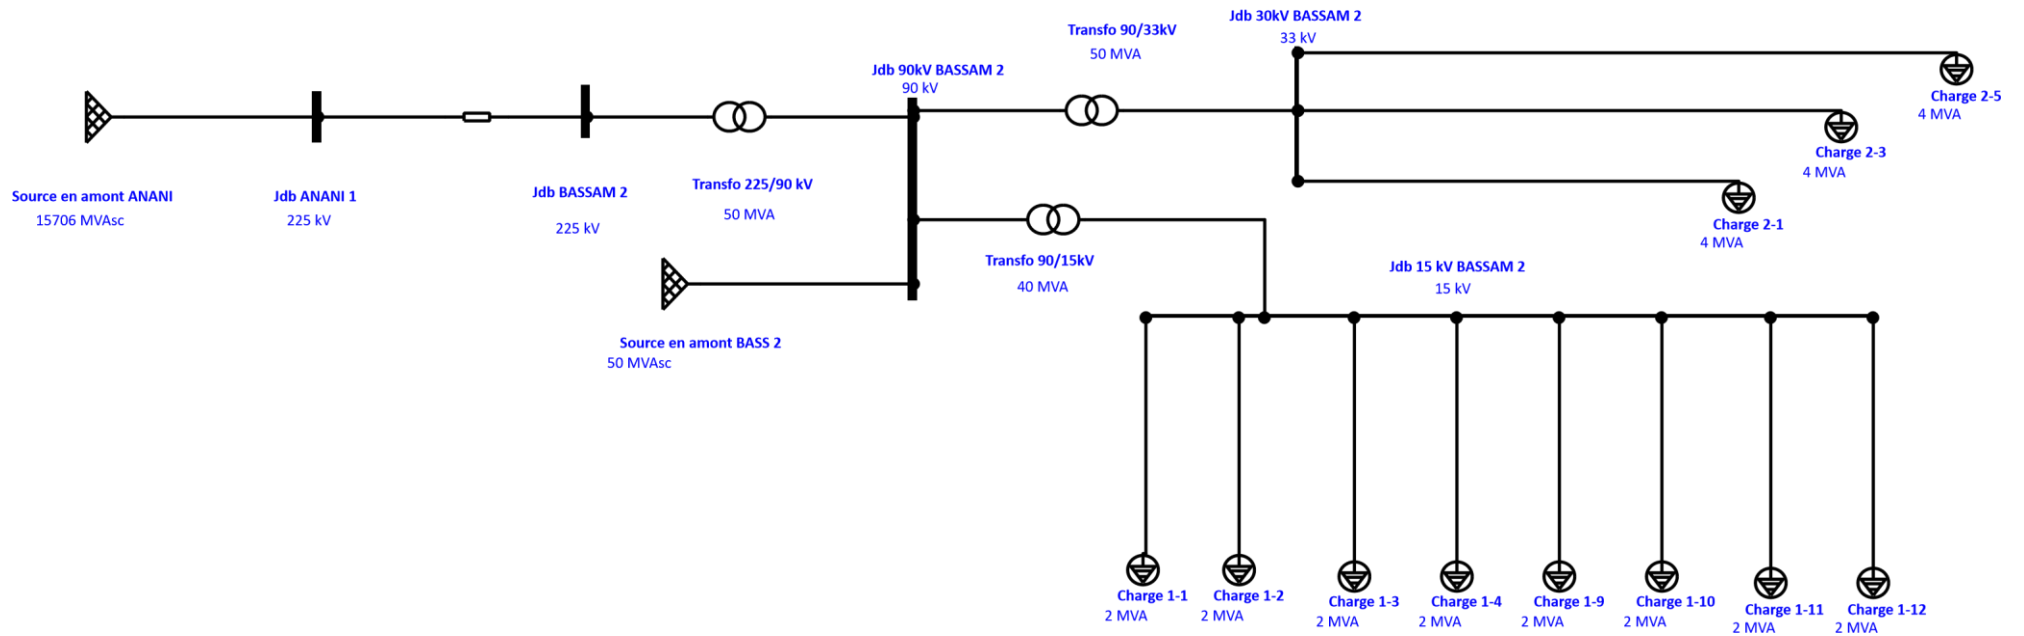 Jdb 30kV BASSAM 2
33 kV
Transfo 90/33kV
50 MVA
Jdb 90kV BASSAM 2
90 kV
Charge 2-5
4 MVA
Charge 2-3
4 MVA
Charge 2-1
4 MVA
Source en amont ANANI
15706 MVAsc
Jdb ANANI 1
225 kV
Jdb BASSAM 2
225 kV
Transfo 225/90 kV
50 MVA
Transfo 90/15kV
40 MVA
Jdb 15 kV BASSAM 2
15 kV
Source en amont BASS 2
50 MVAsc
Charge 1-1
2 MVA
Charge 1-2
2 MVA
Charge 1-3
2 MVA
Charge 1-4
2 MVA
Charge 1-9
2 MVA
Charge 1-10
2 MVA
Charge 1-11
2 MVA
Charge 1-12
2 MVA